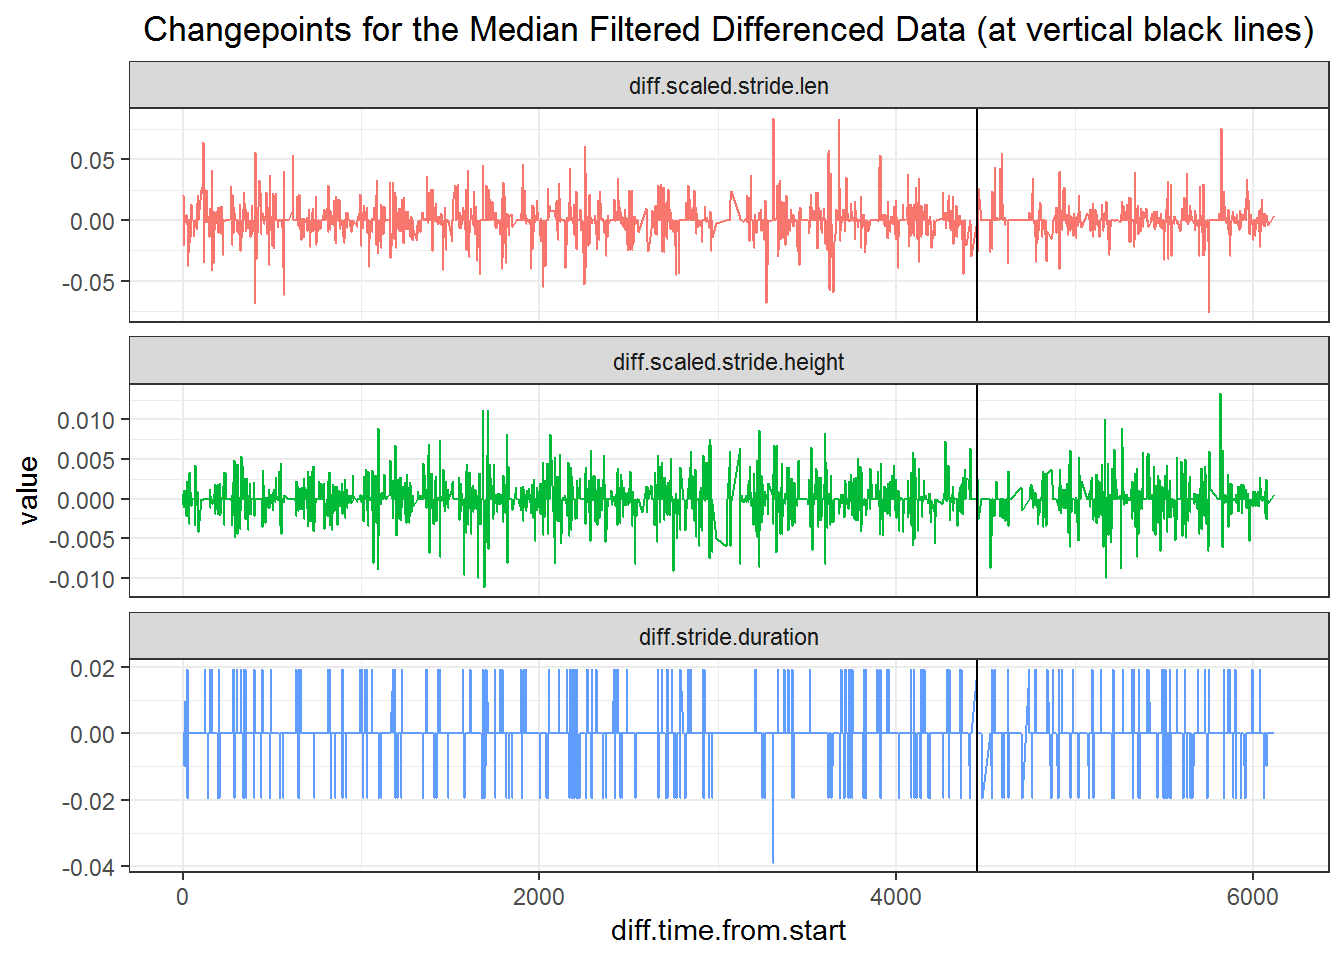 Changepoints for the Median Filtered Differenced Data (at vertical black lines)
diff.scaled.stride.len
0.05
0.00
-0.05
diff.scaled.stride.height
0.010
0.005
0.000
-0.005
-0.010
value
diff.stride.duration
0.02
0.00
-0.02
-0.04
0 2000 4000 6000
diff.time.from.start